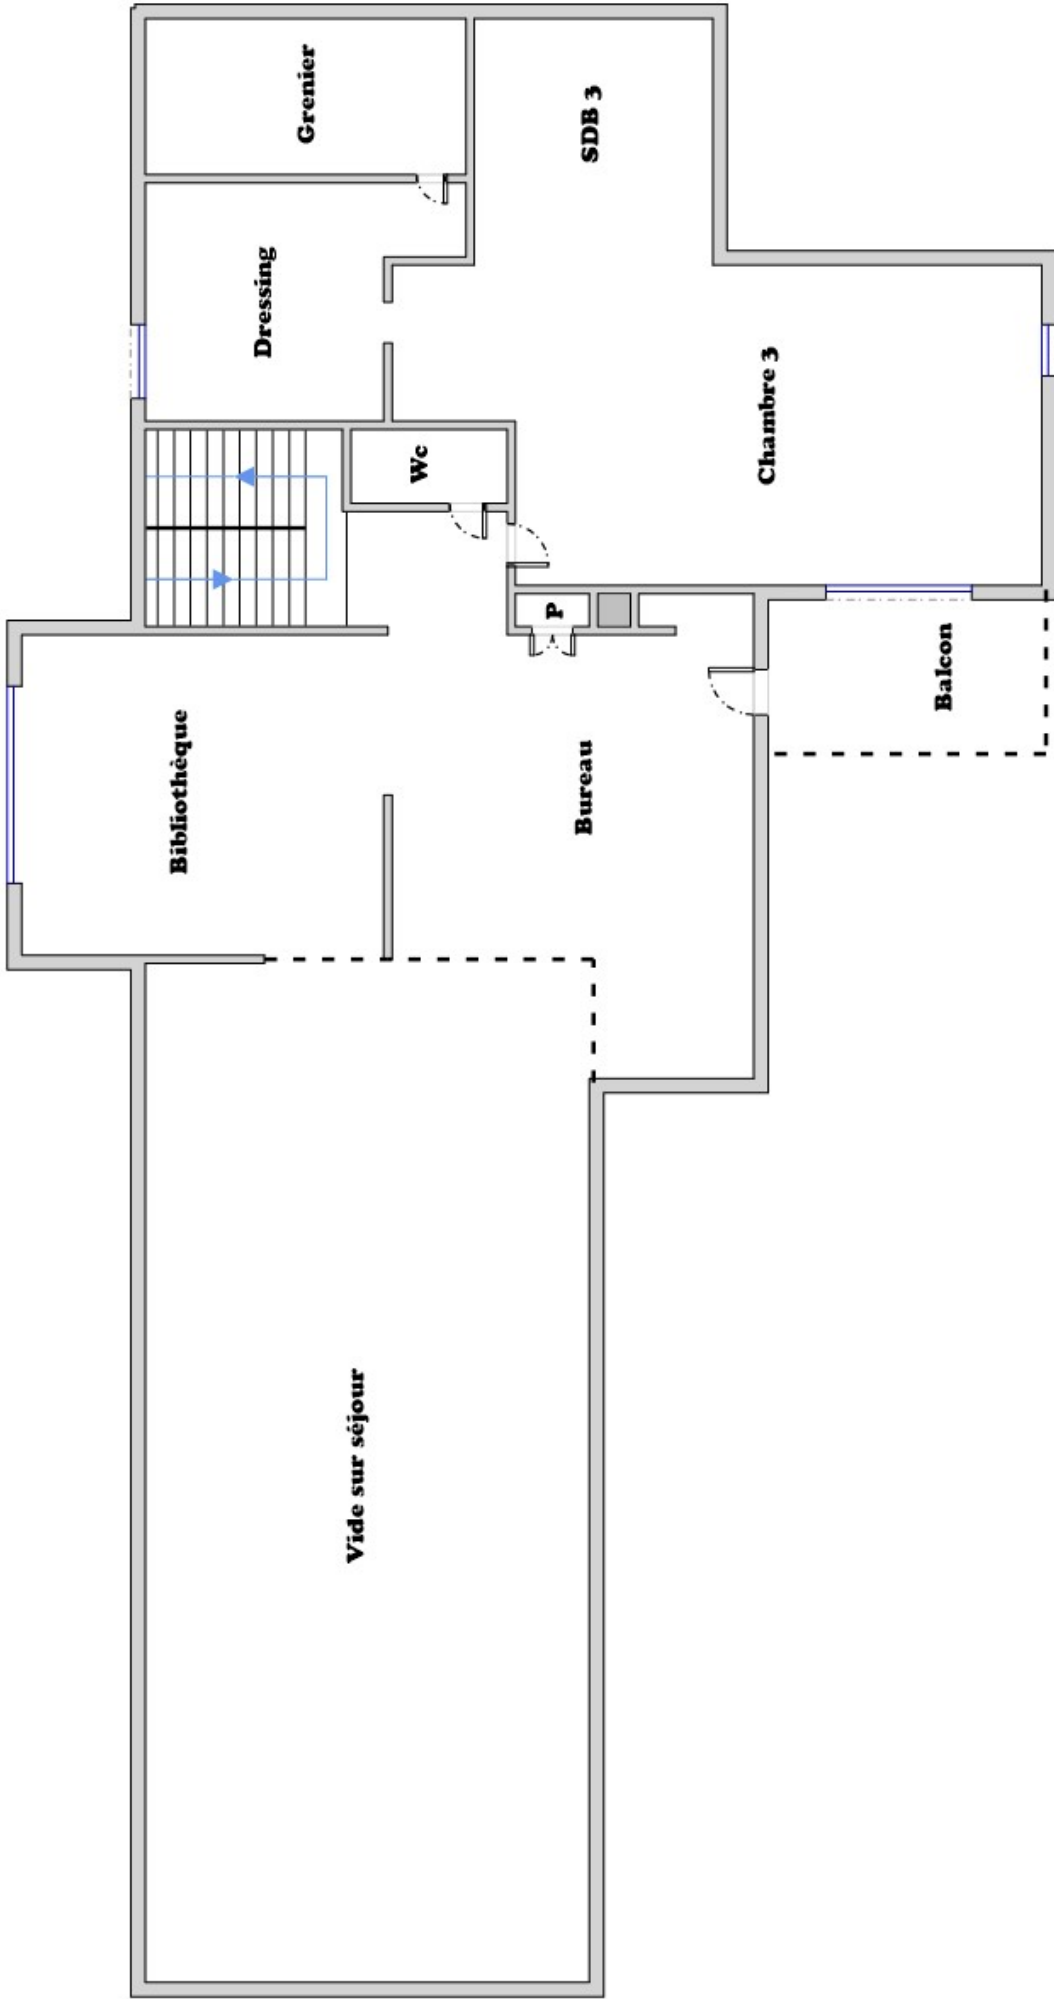 Grenier
SDB 3
Dressing
Chambre 3
Wc
P
Balcon
Bibliothèque
Bureau
Vide sur séjour